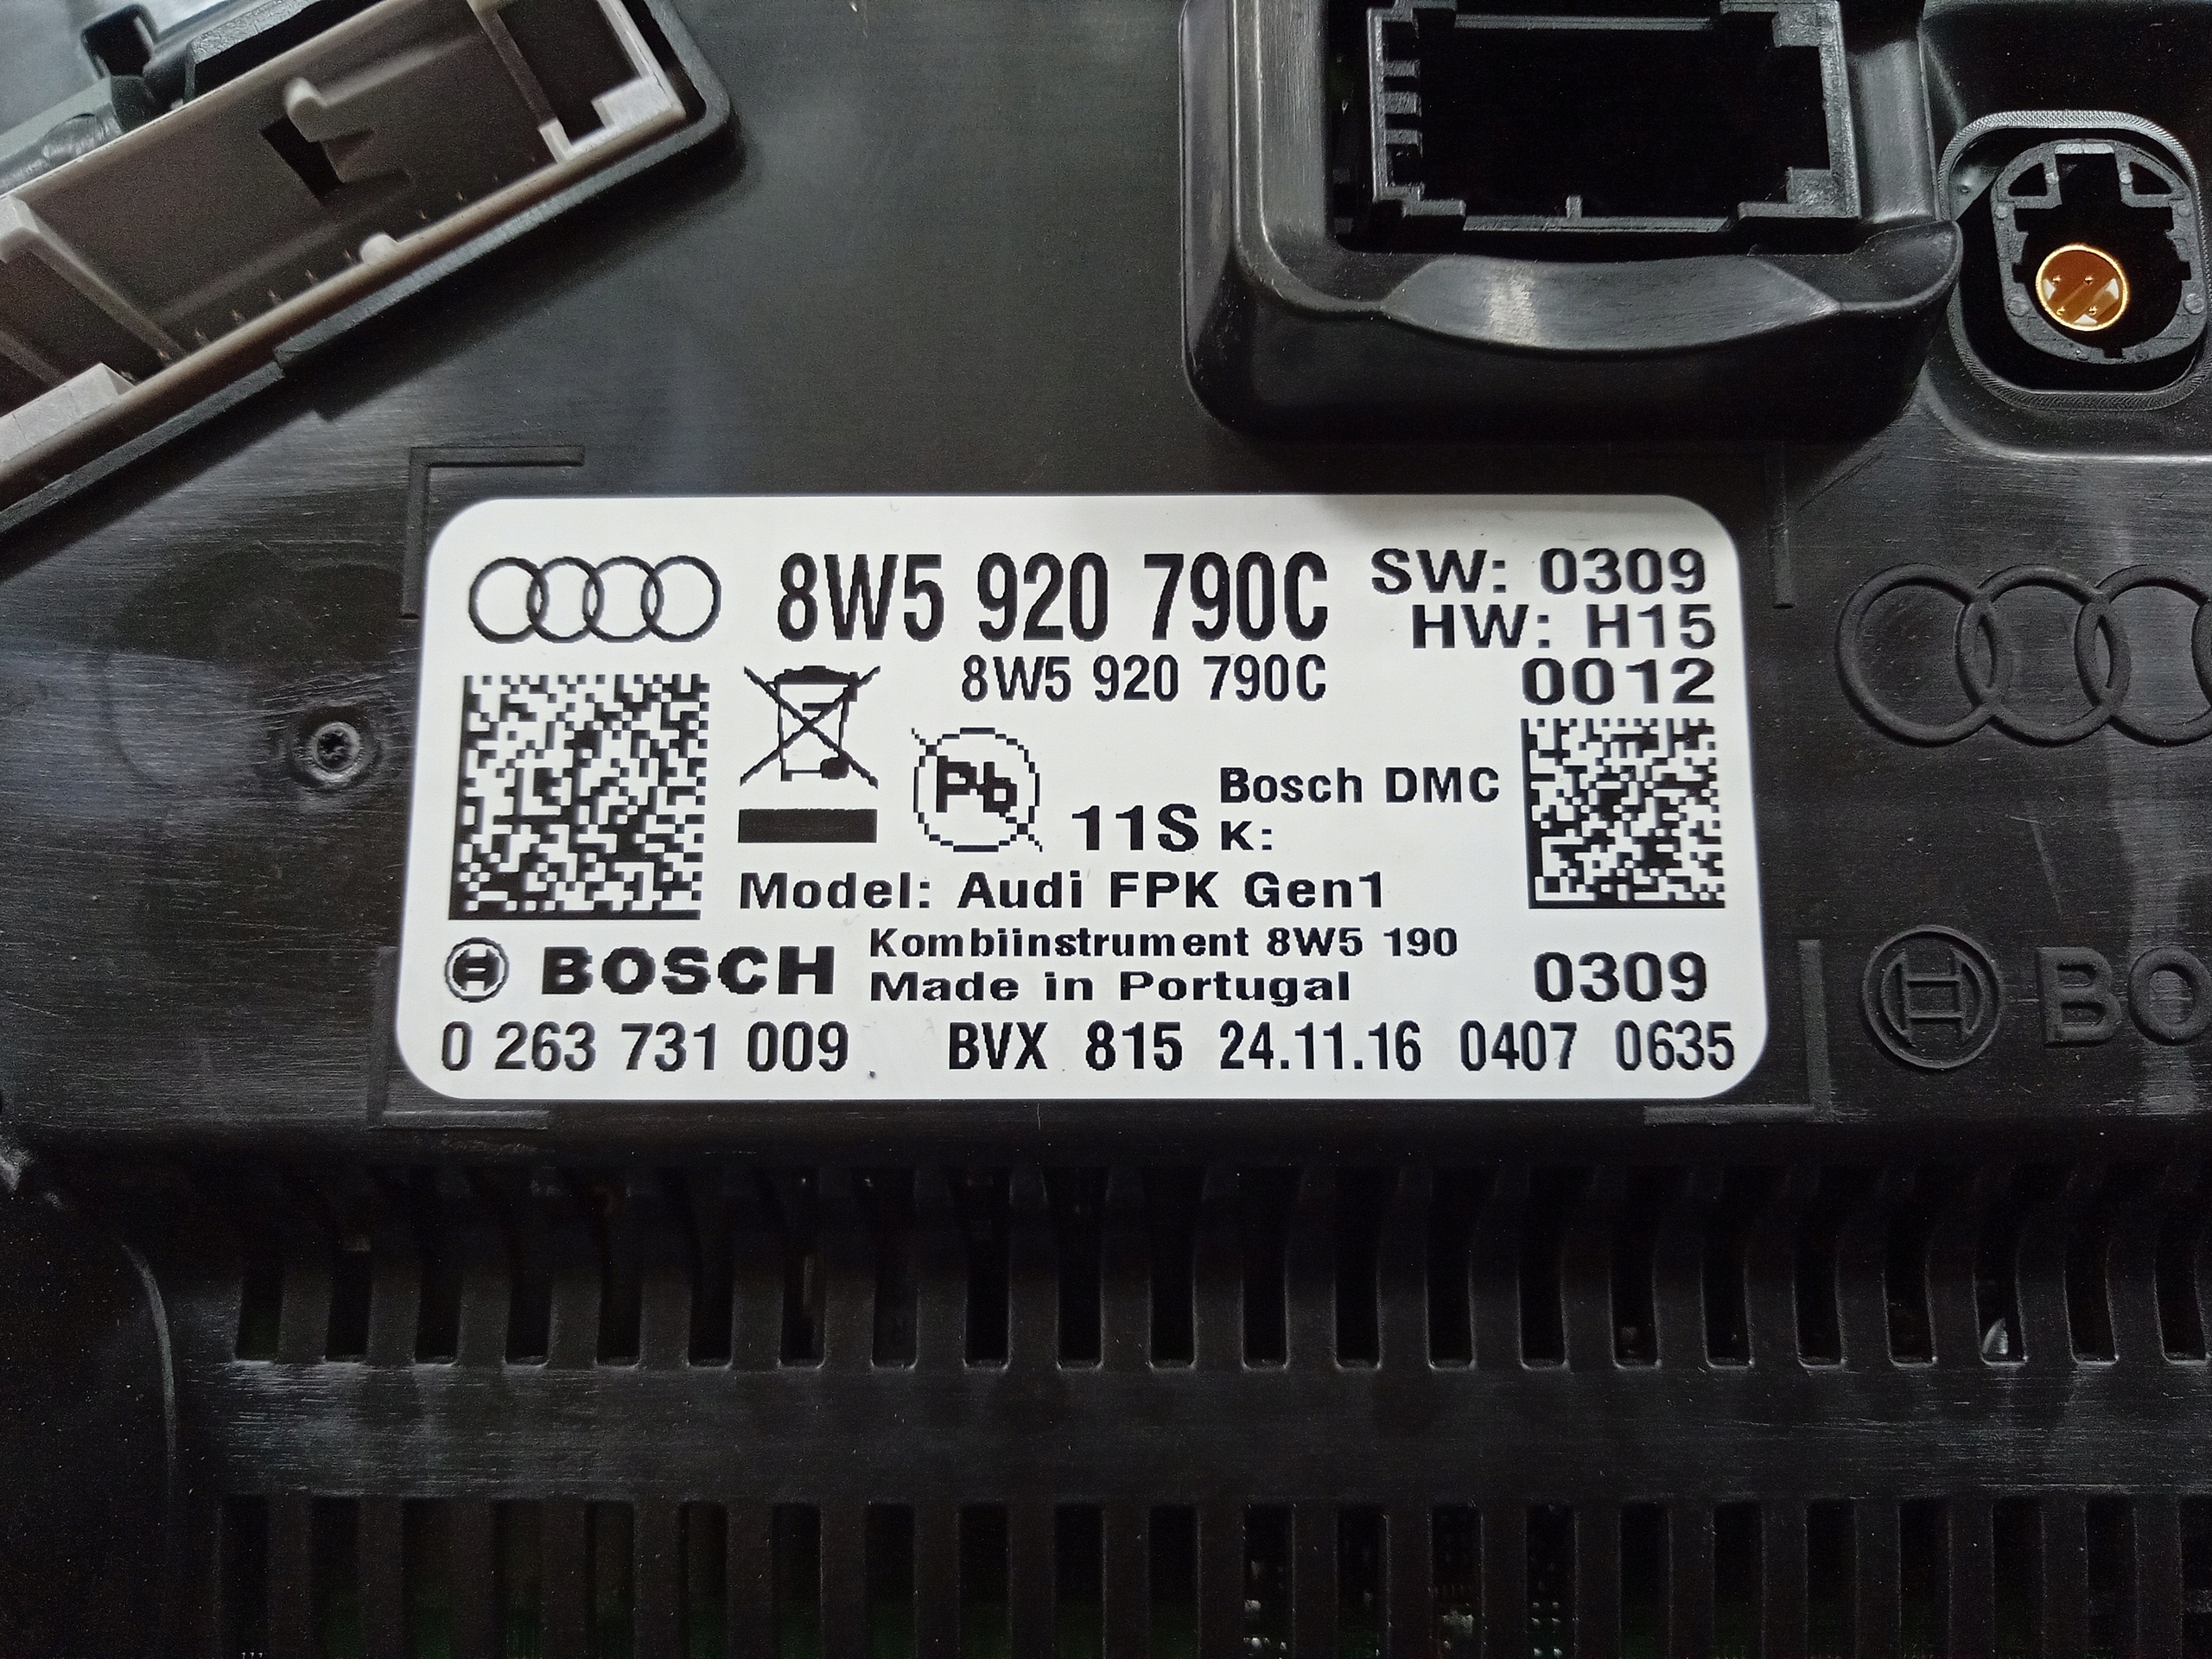 8W5 920 790C SW: 0309
HW: H15
8W5 920 790C 0012
Pb
11S Bosch DMC
K:
Model: Audi FPK Gen1
BOSCH Kombiinstrument 8W5 190
Made in Portugal 0309
0 263 731 009 BVX 815 24.11.16 0407 0635
BO